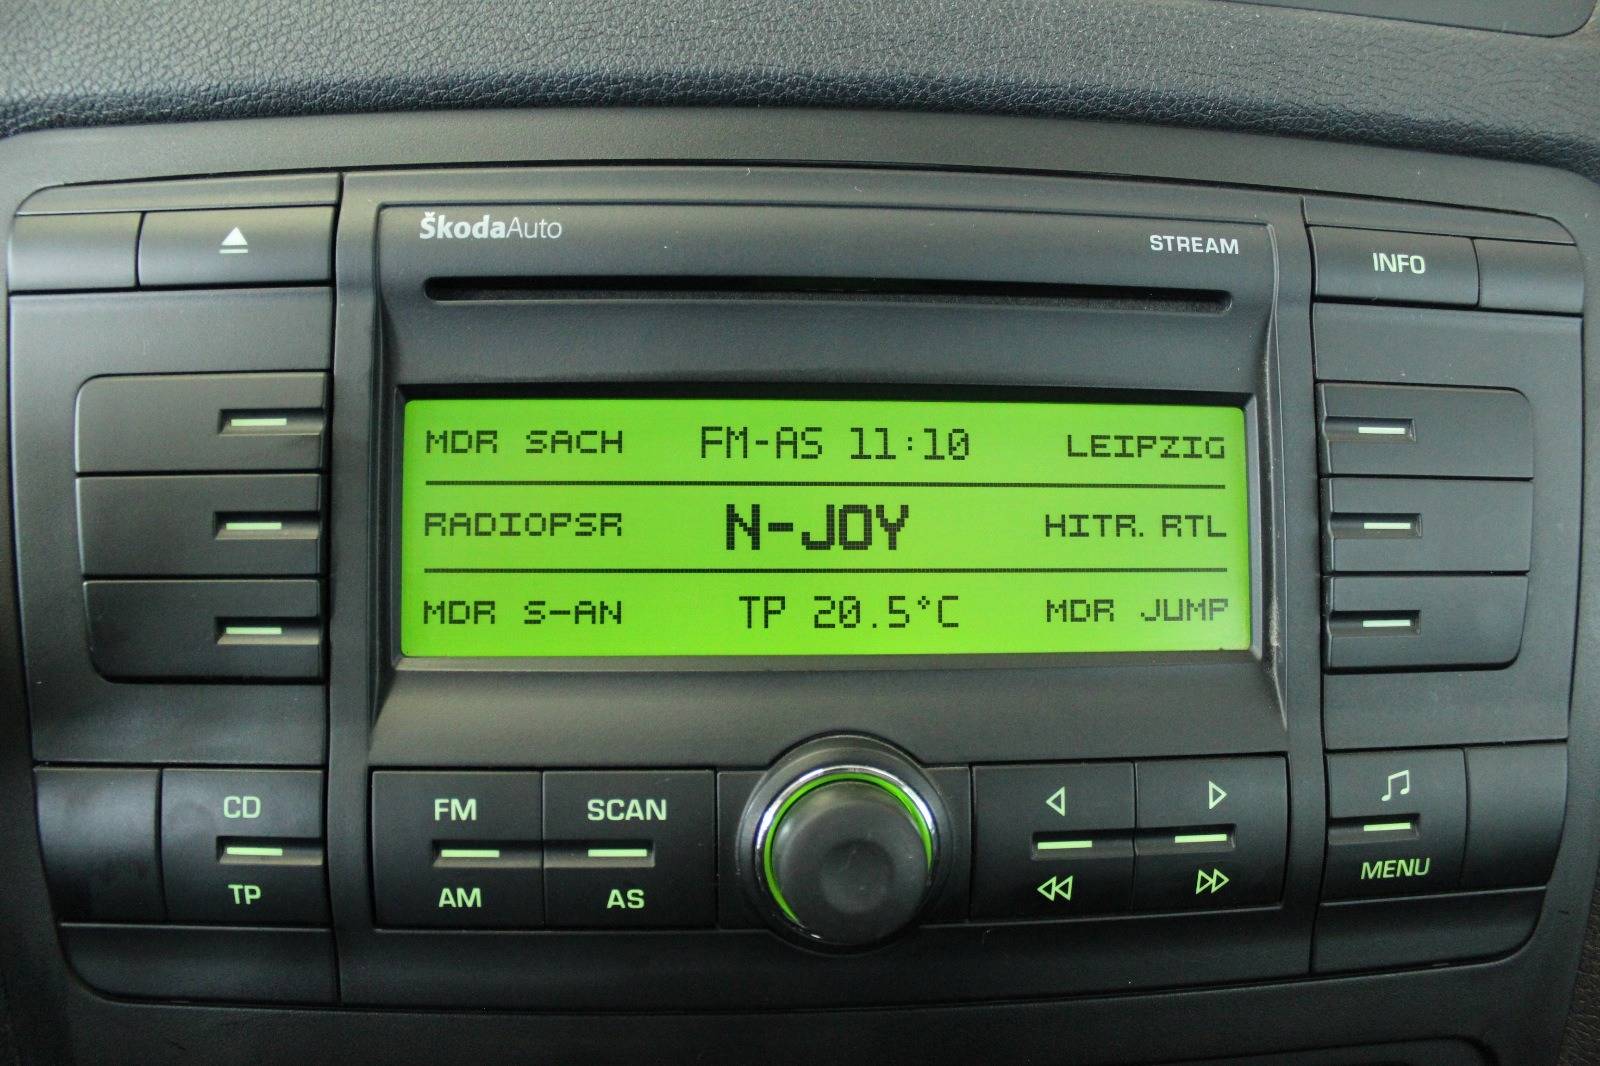 ŠkodaAuto
STREAM
INFO
MDR SACH FM-AS 11:10 LEIPZIG
RADIOPSR N-JOY HITR. RTL
MDR S-AN TP 20.5°C MDR JUMP
CD FM SCAN
TP AM AS MENU